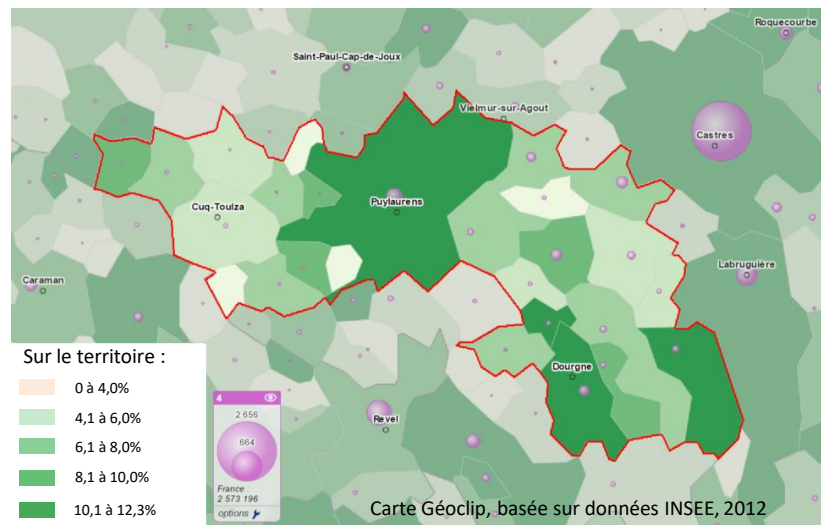 Roquecourbe
Saint-Paul-Cap-de-Joux
Vielmur-sur-Agout
Castres
Cuq-Toulza
Puylaurens
Labruguière
Caraman
Sur le territoire :
0 à 4,0%
4,1 à 6,0%
6,1 à 8,0%
8,1 à 10,0%
10,1 à 12,3%
Dourgne
Revel
4
2 656
664
France :
2 573 196
options
Carte Géoclip, basée sur données INSEE, 2012